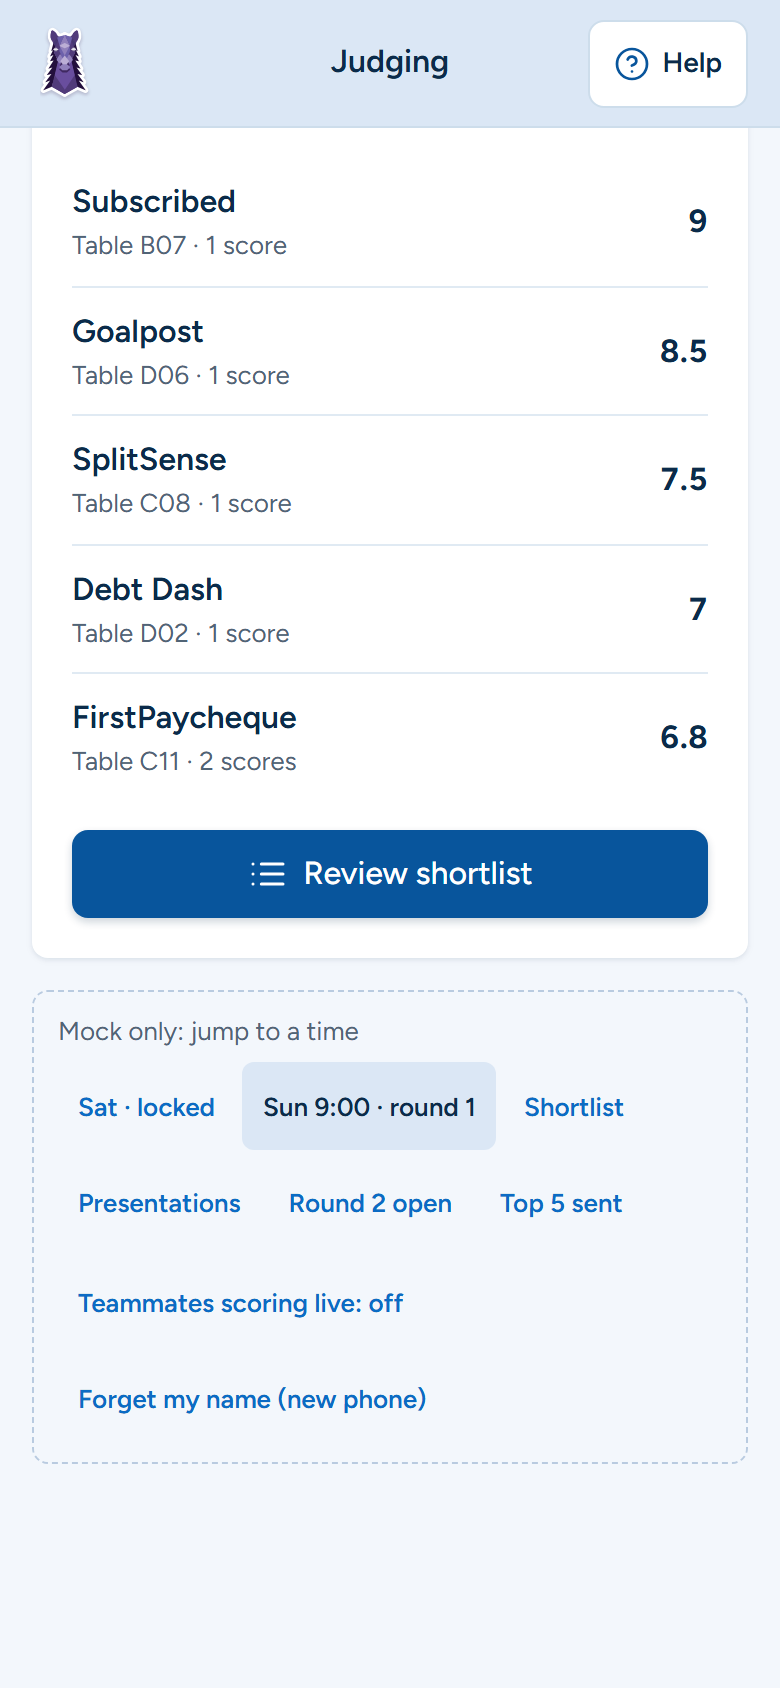 Judging
Help
Subscribed
Table B07 · 1 score
9
Goalpost
Table D06 · 1 score
8.5
SplitSense
Table C08 · 1 score
7.5
Debt Dash
Table D02 · 1 score
7
FirstPaycheque
Table C11 · 2 scores
6.8
Review shortlist
Mock only: jump to a time
Sat · locked
Sun 9:00 · round 1
Shortlist
Presentations
Round 2 open
Top 5 sent
Teammates scoring live: off
Forget my name (new phone)